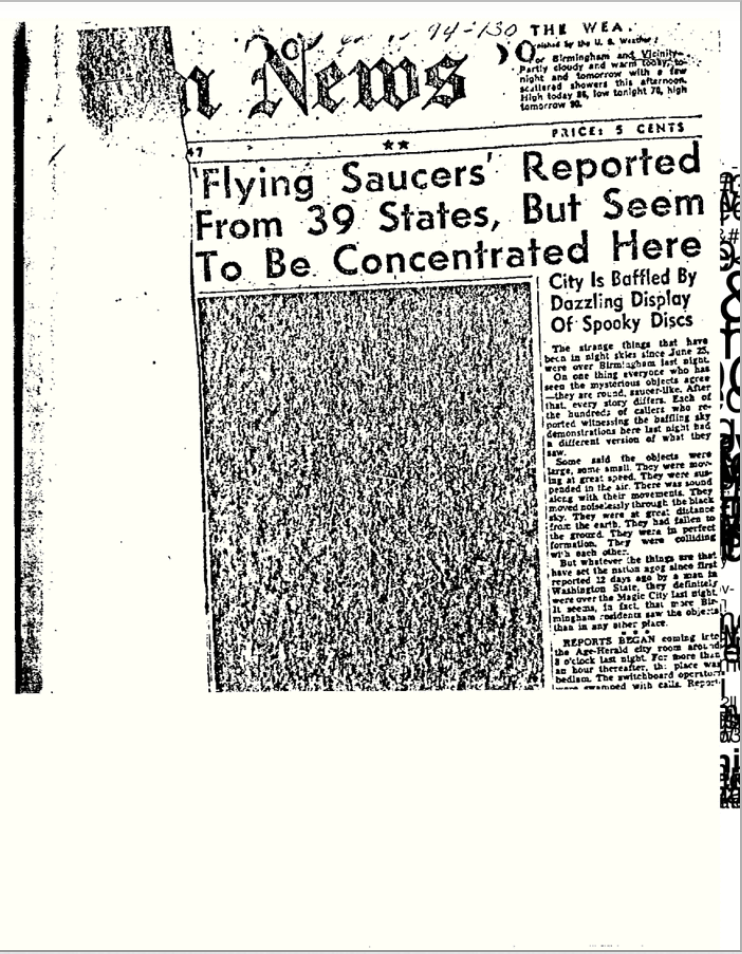 94-130
THE WEA
Published by the U. S. Weather
For Birmingham and Vicinity—
Partly cloudy and warm today, to-
night and tomorrow with a few
scattered showers this afternoon.
High today 88, low tonight 70, high
tomorrow 90.
n News
PRICE: 5 CENTS
47
★★
'Flying Saucers' Reported
From 39 States, But Seem
To Be Concentrated Here
City Is Baffled By
Dazzling Display
Of Spooky Discs
The strange things that have
been in night skies since June 25,
were over Birmingham last night.
On one thing everyone who has
seen the mysterious objects agree
—they are round, saucer-like. After
that, every story differs. Each of
the hundreds of callers who re-
ported witnessing the baffling sky
demonstrations here last night had
a different version of what they
saw.
Some said the objects were
large, some small. They were mov-
ing at great speed. They were sus-
pended in the air. There was sound
along with their movements. They
moved noiselessly through the black
sky. They were at great distance
from the earth. They had fallen to
the ground. They were in perfect
formation. They were colliding
with each other.
But whatever the things are that
have set the nation agog since first
reported 12 days ago by a man in
Washington State, they definitely
were over the Magic City last night.
It seems, in fact, that more Bir-
mingham residents saw the objects
than in any other place.
REPORTS BEGAN coming into
the Age-Herald city room around
8 o'clock last night. For more than
an hour thereafter, the place was
bedlam. The switchboard operators
were swamped with calls. Report